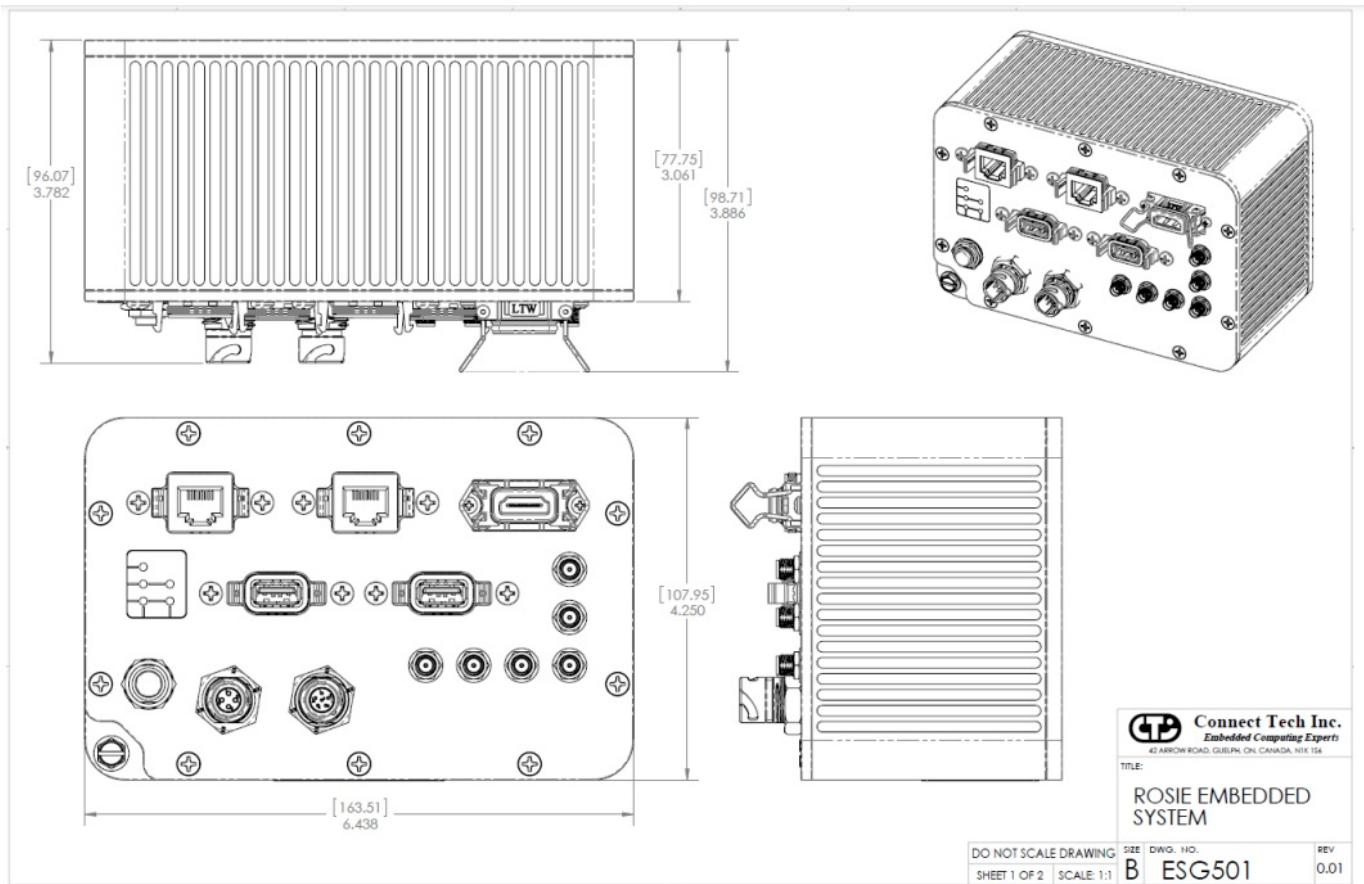 [96.07]
3.782
[77.75]
3.061
[98.71]
3.886
LTW
LTW
[107.95]
4.250
[163.51]
6.438
CTI Connect Tech Inc.
Embedded Computing Experts
42 ARROW ROAD, GUELPH, ON, CANADA, N1K 1S6
TITLE:
ROSIE EMBEDDED
SYSTEM
DO NOT SCALE DRAWING
SHEET 1 OF 2 SCALE: 1:1
SIZE
B
DWG. NO.
ESG501
REV
0.01